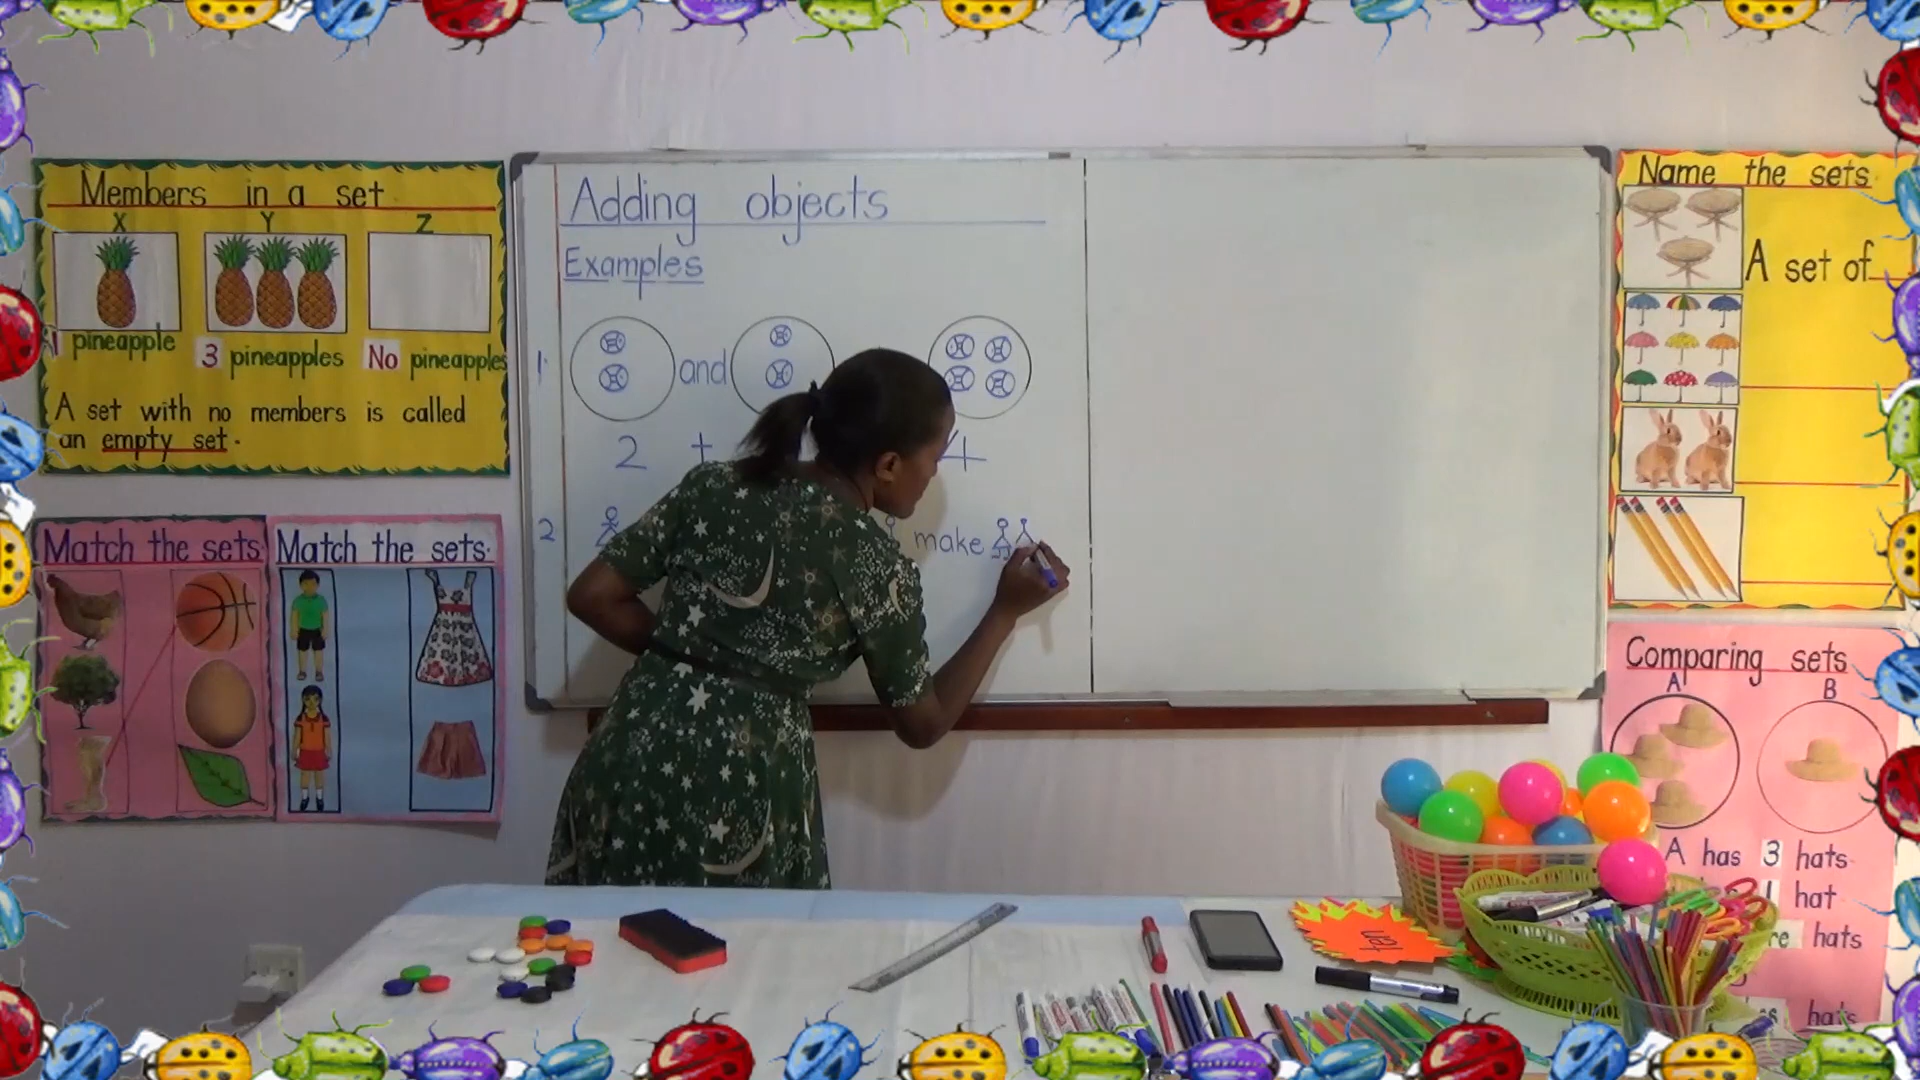 Members in a set
X Y Z
pineapple
3 pineapples
No pineapples
A set with no members is called
an empty set.
Match the sets
Match the sets.
Adding objects
Examples
1. and
2 + 4
2 make
Name the sets.
A set of
Comparing sets
A B
A has 3 hats
1 hat
hats
hats
ten